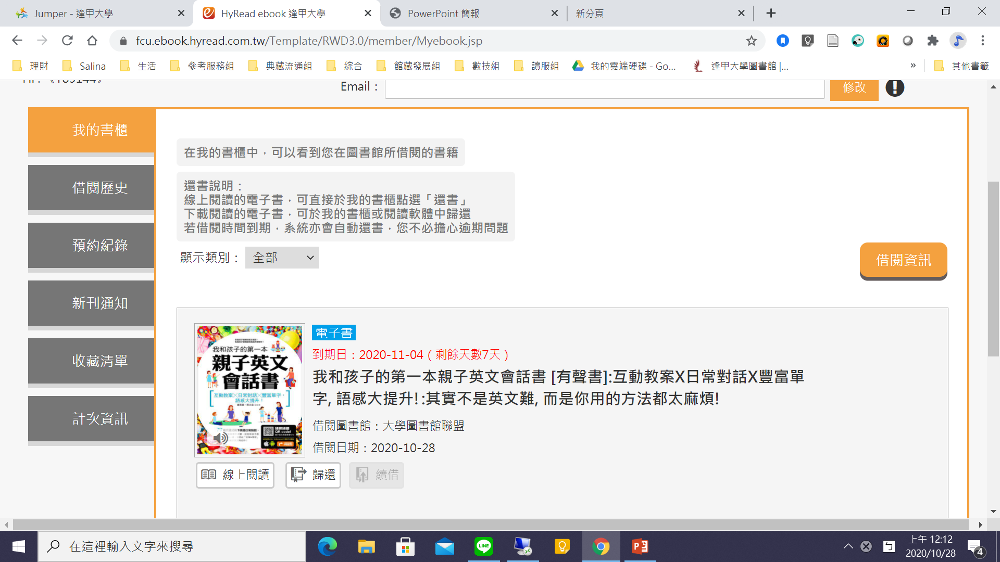 Jumper - 逢甲大學
HyRead ebook 逢甲大學
PowerPoint 簡報
新分頁
fcu.ebook.hyread.com.tw/Template/RWD3.0/member/Myebook.jsp
理財
Salina
生活
參考服務組
典藏流通組
綜合
館藏發展組
數技組
讀服組
我的雲端硬碟 - Go...
逢甲大學圖書館 |...
»
其他書籤
Email：
修改
我的書櫃
借閱歷史
預約紀錄
新刊通知
收藏清單
計次資訊
在我的書櫃中，可以看到您在圖書館所借閱的書籍
還書說明：
線上閱讀的電子書，可直接於我的書櫃點選「還書」
下載閱讀的電子書，可於我的書櫃或閱讀軟體中歸還
若借閱時間到期，系統亦會自動還書，您不必擔心逾期問題
顯示類別：
全部
借閱資訊
我和孩子的第一本
親子英文
會話書
互動教案╳日常對話╳豐富單字，
語感大提升！
QR code!
電子書
到期日：2020-11-04（剩餘天數7天）
我和孩子的第一本親子英文會話書 [有聲書]:互動教案X日常對話X豐富單
字, 語感大提升! :其實不是英文難, 而是你用的方法都太麻煩!
借閱圖書館：大學圖書館聯盟
借閱日期：2020-10-28
線上閱讀
歸還
續借
在這裡輸入文字來搜尋
LINE
ㄅ
上午 12:12
2020/10/28
4